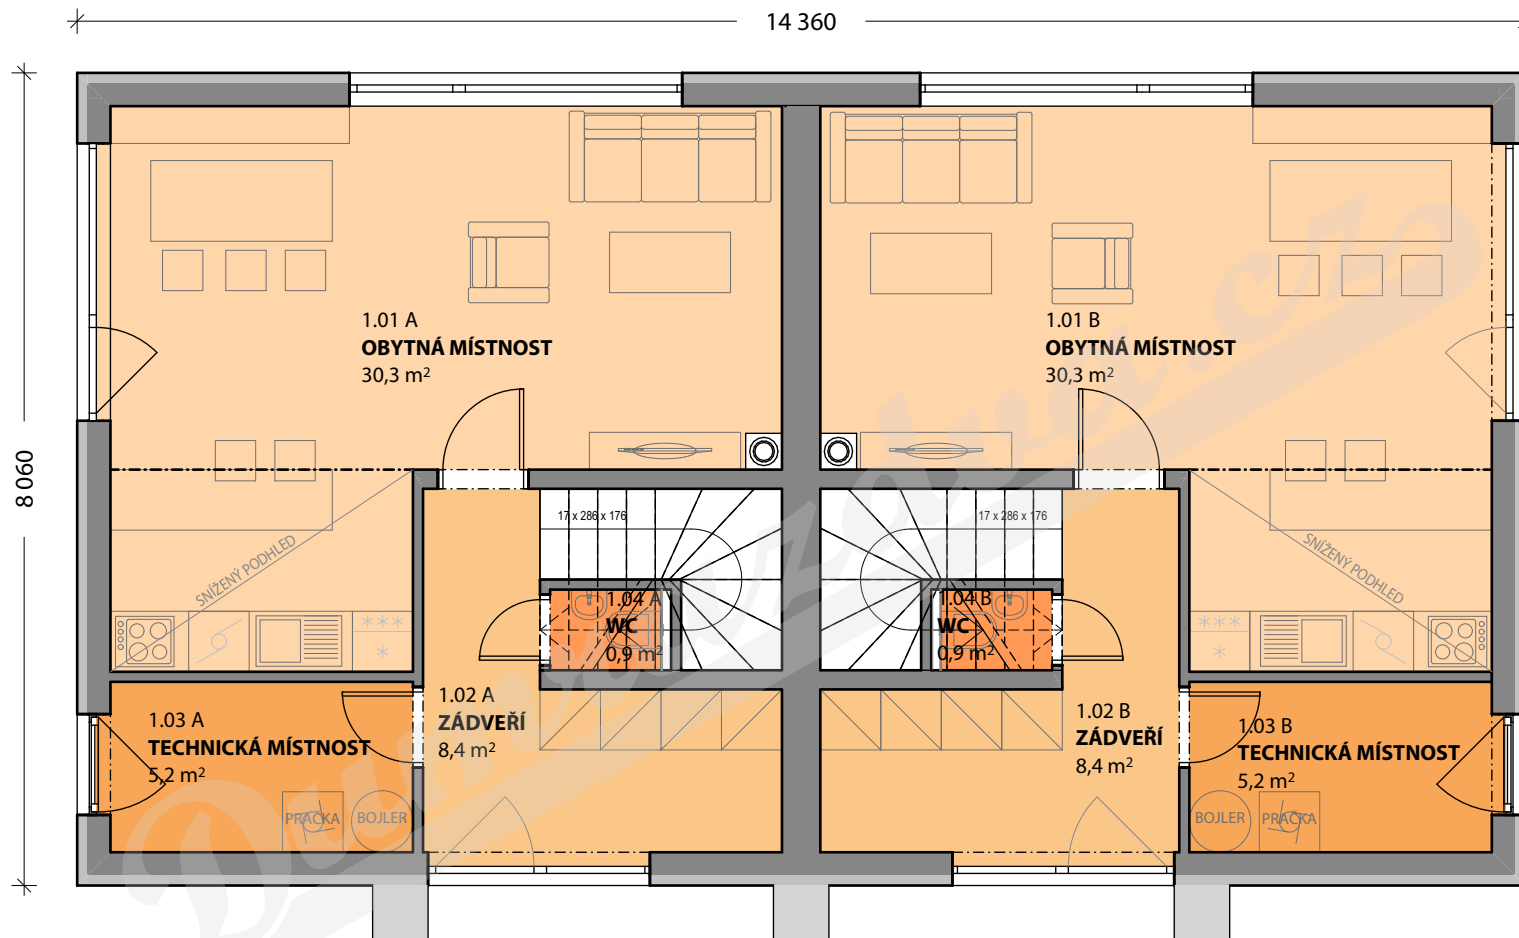 14 360
8 060
1.01 A
OBYTNÁ MÍSTNOST
30,3 m²
1.01 B
OBYTNÁ MÍSTNOST
30,3 m²
17 x 286 x 176
17 x 286 x 176
SNÍŽENÝ PODHLED
SNÍŽENÝ PODHLED
1.04 A
WC
0,9 m²
1.04 B
WC
0,9 m²
1.02 A
ZÁDVEŘÍ
8,4 m²
1.02 B
ZÁDVEŘÍ
8,4 m²
1.03 A
TECHNICKÁ MÍSTNOST
5,2 m²
1.03 B
TECHNICKÁ MÍSTNOST
5,2 m²
PRAČKA
BOJLER
BOJLER
PRAČKA